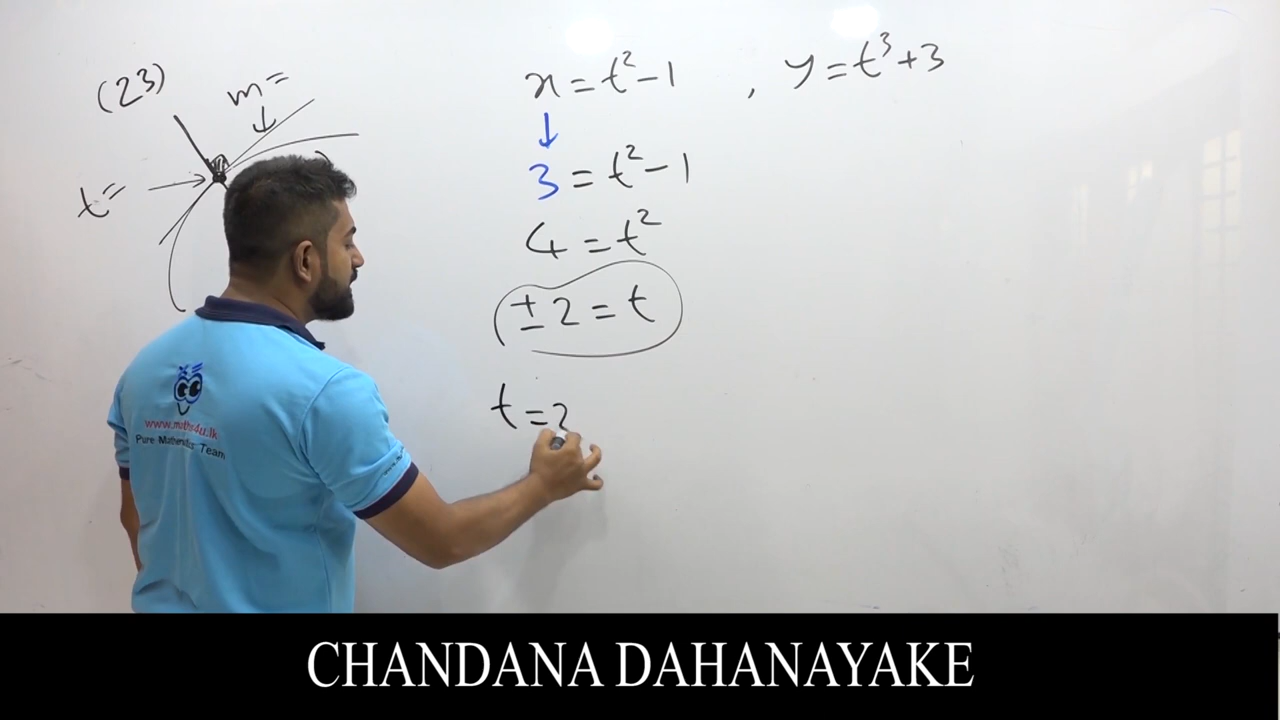 (23)
m=
t=
x = t² - 1 , y = t³ + 3
3 = t² - 1
4 = t²
± 2 = t
t = 2
www.maths4u.lk
Pure Mathematics Team
CHANDANA DAHANAYAKE